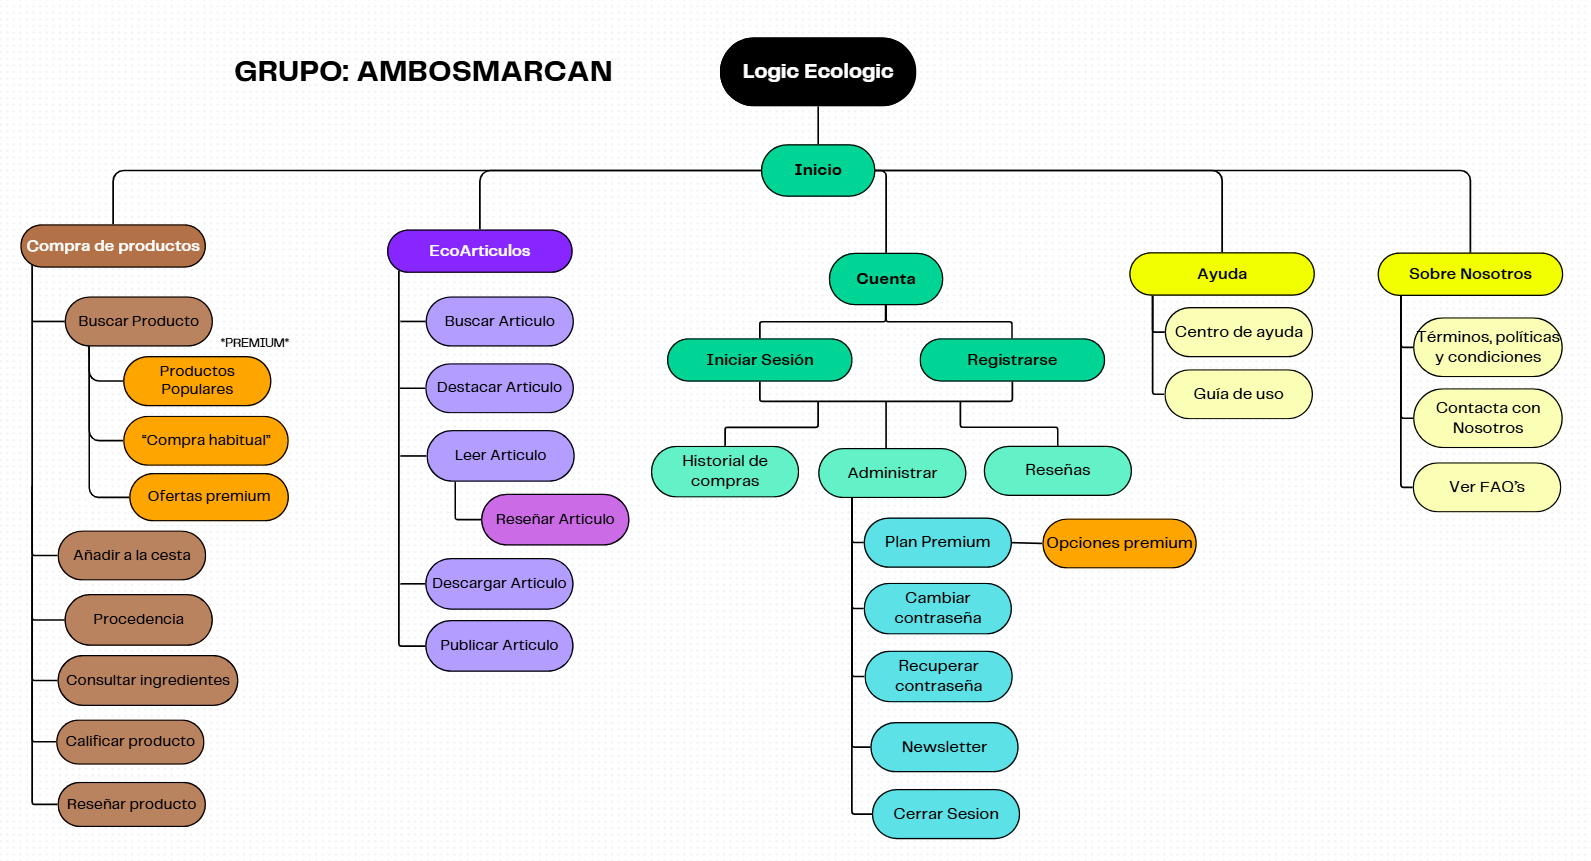 GRUPO: AMBOSMARCAN
Logic Ecologic
Inicio
Compra de productos
Buscar Producto
*PREMIUM*
Productos
Populares
“Compra habitual”
Ofertas premium
Añadir a la cesta
Procedencia
Consultar ingredientes
Calificar producto
Reseñar producto
EcoArticulos
Buscar Articulo
Destacar Articulo
Leer Articulo
Reseñar Articulo
Descargar Articulo
Publicar Articulo
Cuenta
Iniciar Sesión
Registrarse
Historial de
compras
Administrar
Reseñas
Plan Premium
Opciones premium
Cambiar
contraseña
Recuperar
contraseña
Newsletter
Cerrar Sesion
Ayuda
Centro de ayuda
Guía de uso
Sobre Nosotros
Términos, políticas
y condiciones
Contacta con
Nosotros
Ver FAQ’s